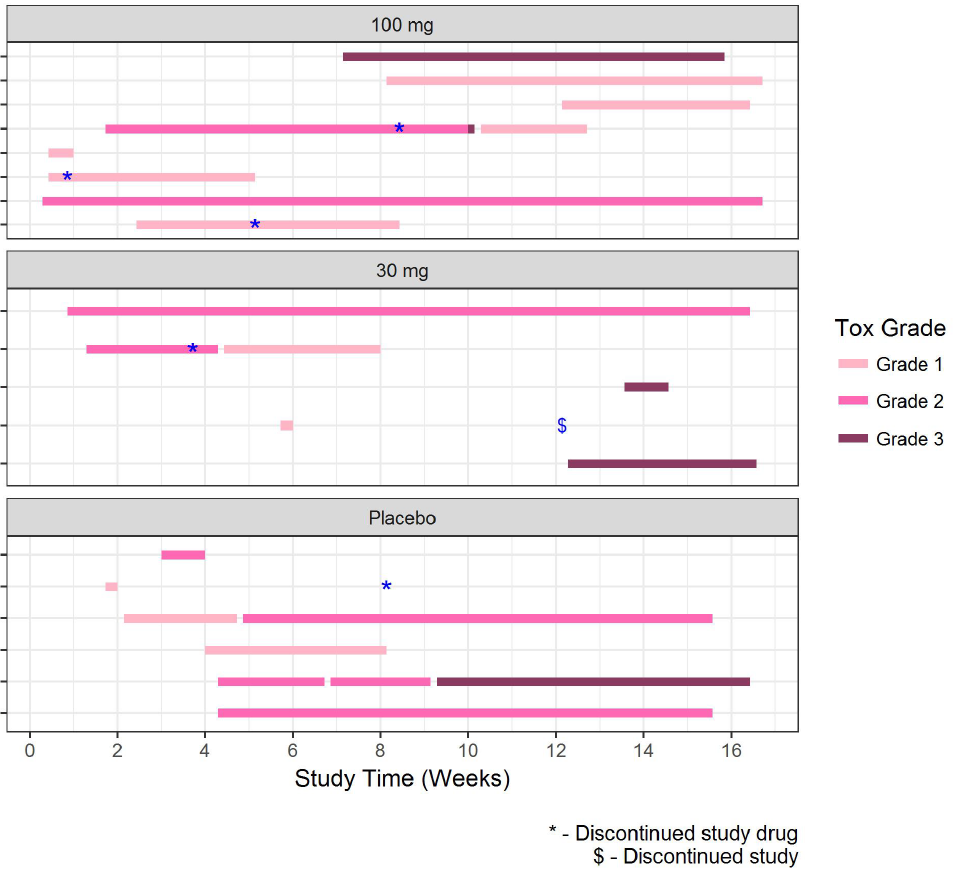 100 mg
*
*
*
30 mg
*
$
Placebo
*
0 2 4 6 8 10 12 14 16
Study Time (Weeks)
Tox Grade
Grade 1
Grade 2
Grade 3
* - Discontinued study drug
$ - Discontinued study